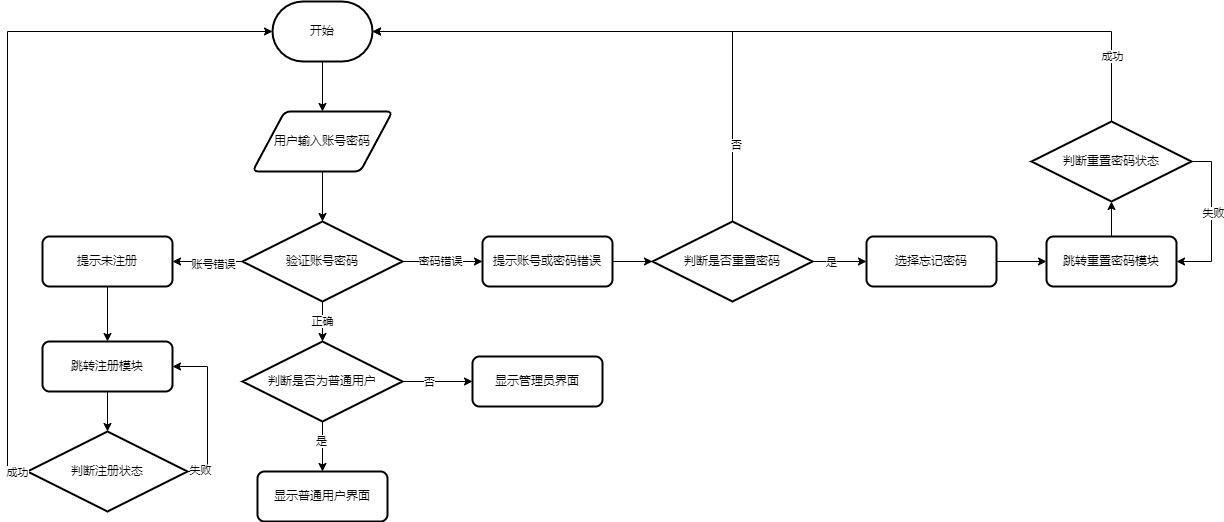 开始
成功
用户输入账号密码
否
判断重置密码状态
失败
提示未注册
账号错误
验证账号密码
密码错误
提示账号或密码错误
判断是否重置密码
是
选择忘记密码
跳转重置密码模块
正确
跳转注册模块
判断是否为普通用户
否
显示管理员界面
是
成功
判断注册状态
失败
显示普通用户界面